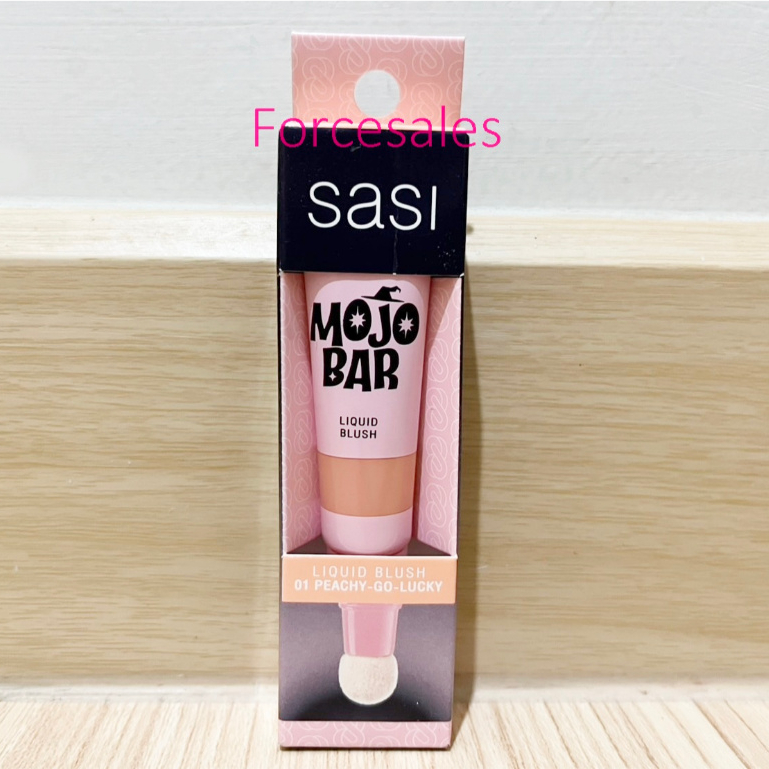 Forcesales
sasi
MOJO
BAR
LIQUID
BLUSH
LIQUID BLUSH
01 PEACHY-GO-LUCKY